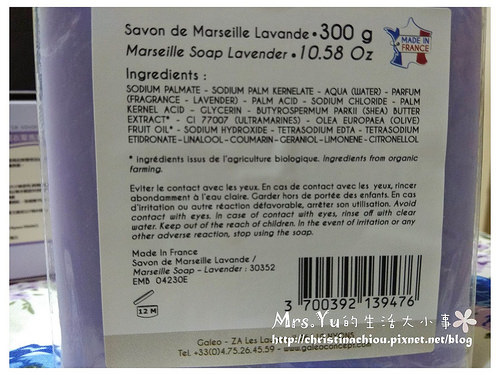 Savon de Marseille Lavande • 300 g
Marseille Soap Lavender • 10.58 Oz
MADE IN
FRANCE
Ingredients :
SODIUM PALMATE - SODIUM PALM KERNELATE - AQUA (WATER) - PARFUM
(FRAGRANCE - LAVENDER) - PALM ACID - SODIUM CHLORIDE - PALM
KERNEL ACID - GLYCERIN - BUTYROSPERMUM PARKII (SHEA) BUTTER
EXTRACT* - CI 77007 (ULTRAMARINES) - OLEA EUROPAEA (OLIVE)
FRUIT OIL* - SODIUM HYDROXIDE - TETRASODIUM EDTA - TETRASODIUM
ETIDRONATE-LINALOOL-COUMARIN-GERANIOL-LIMONENE-CITRONELLOL
* ingrédients issus de l'agriculture biologique. Ingredients from organic
farming.
Eviter le contact avec les yeux. En cas de contact avec les yeux, rincer
abondamment à l'eau claire. Garder hors de portée des enfants. En cas
d'irritation ou autre réaction défavorable, arrêter son utilisation. Avoid
contact with eyes. In case of contact with eyes, rinse off with clear
water. Keep out of the reach of children. In the event of irritation or any
other adverse reaction, stop using the soap.
Made In France
Savon de Marseille - Lavande /
Marseille Soap - Lavender : 30352
EMB 04230E
12 M
3 700392 139476
Mrs.Yu的生活大小事
Galeo - ZA Les
Tel. +33(0)4.75.26.45.59 - www.galeoconcept.com
http://christinachiou.pixnet.net/blog